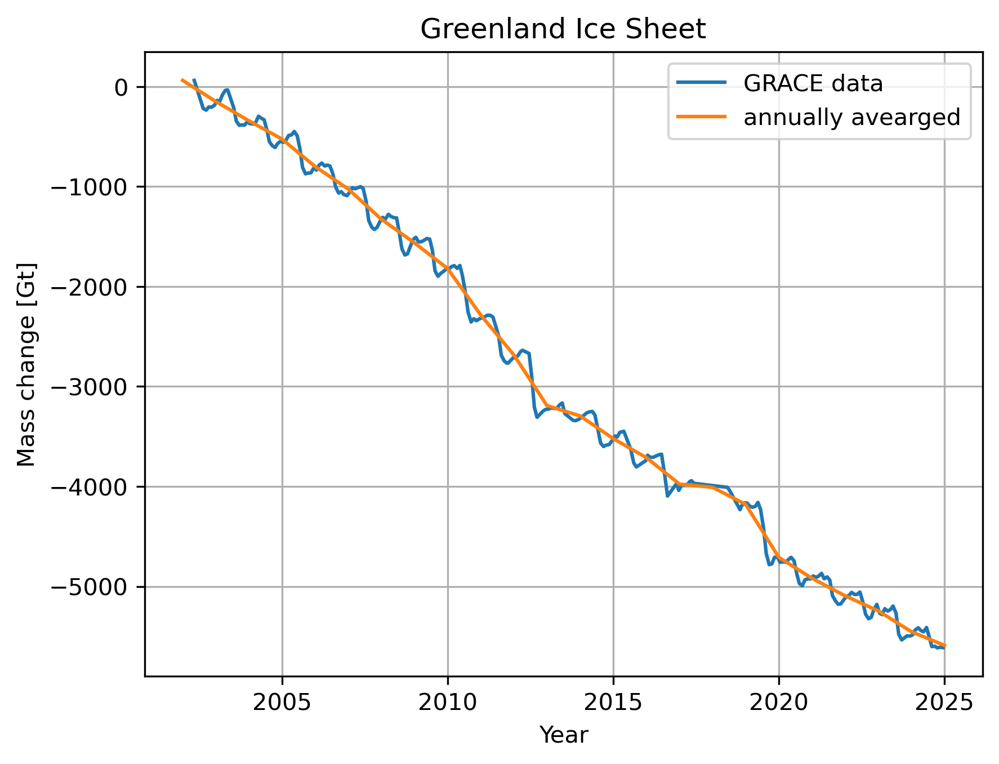 Greenland Ice Sheet
GRACE data
annually avearged
Mass change [Gt]
0
−1000
−2000
−3000
−4000
−5000
2005
2010
2015
2020
2025
Year